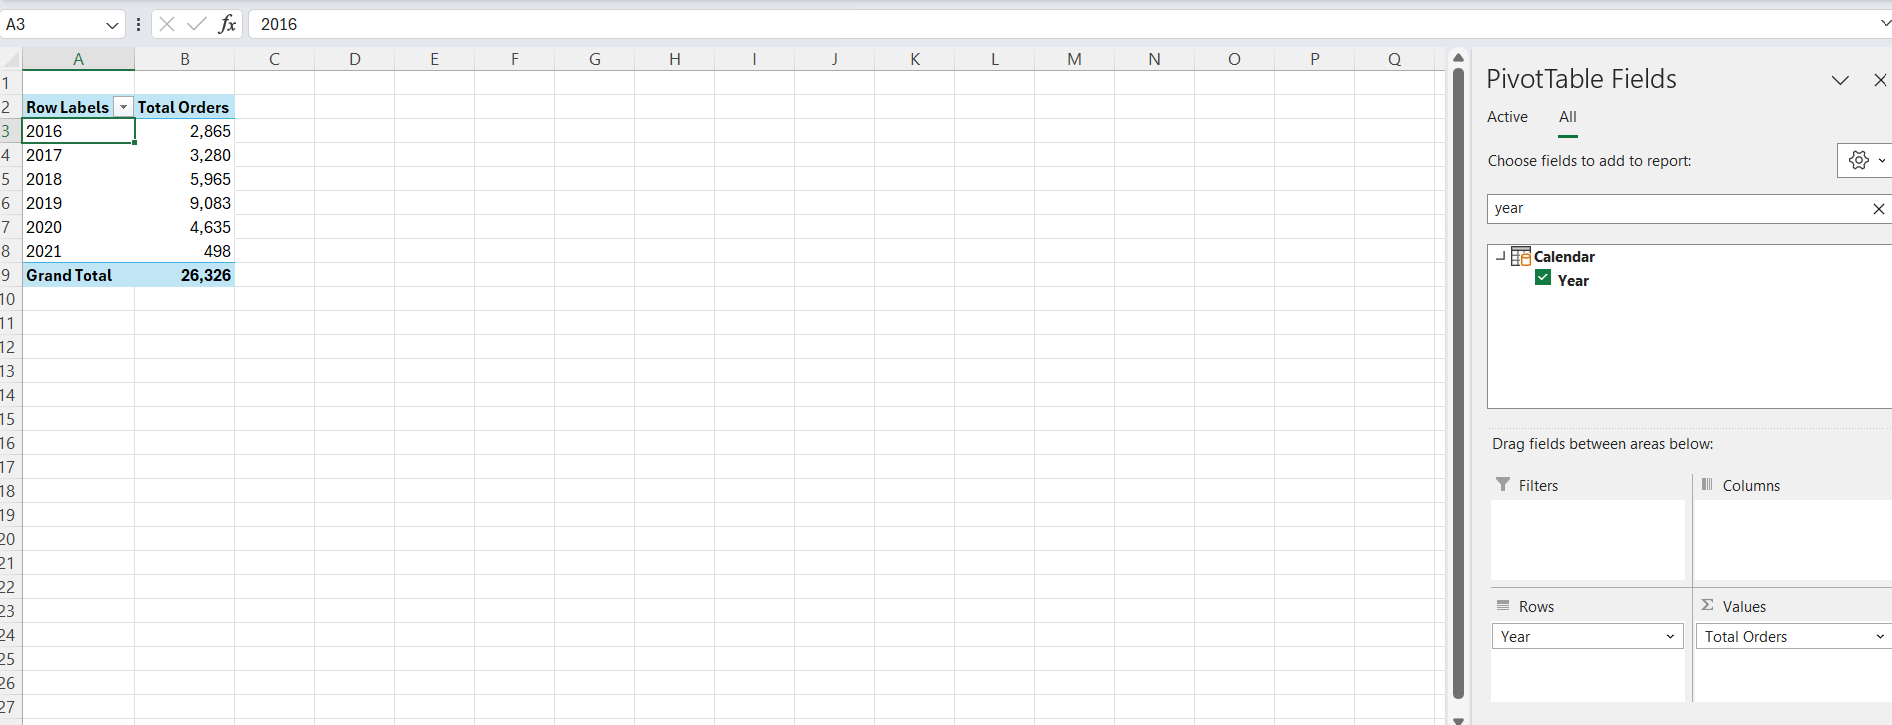 A3 fx 2016
A B C D E F G H I J K L M N O P Q
1
2 Row Labels Total Orders
3 2016 2,865
4 2017 3,280
5 2018 5,965
6 2019 9,083
7 2020 4,635
8 2021 498
9 Grand Total 26,326
10
11
12
13
14
15
16
17
18
19
20
21
22
23
24
25
26
27
PivotTable Fields
Active All
Choose fields to add to report:
year
Calendar
Year
Drag fields between areas below:
Filters Columns
Rows Σ Values
Year Total Orders